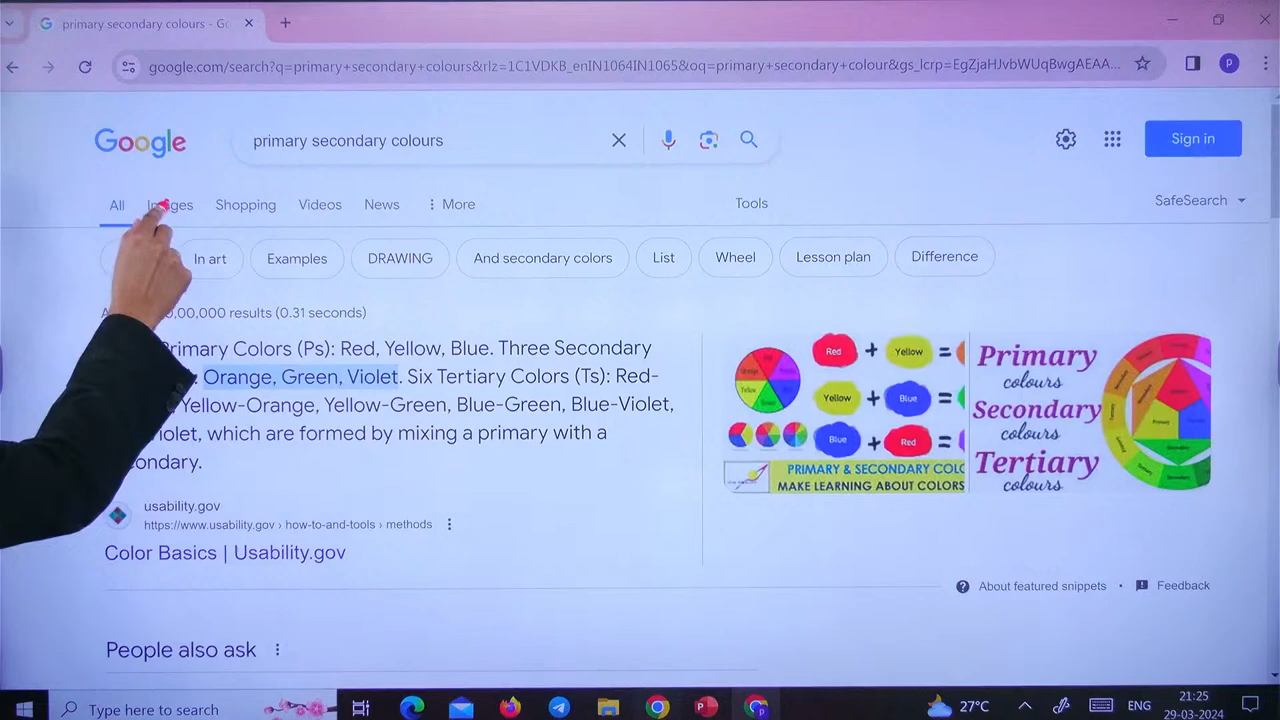 primary secondary colours - Go
google.com/search?q=primary+secondary+colours&rlz=1C1VDKB_enIN1064IN1065&oq=primary+secondary+colour&gs_lcrp=EgZjaHJvbWUqBwgAEAA...
P
Google primary secondary colours
Sign in
All Images Shopping Videos News More Tools SafeSearch
In art Examples DRAWING And secondary colors List Wheel Lesson plan Difference
0,00,000 results (0.31 seconds)
Primary Colors (Ps): Red, Yellow, Blue. Three Secondary
Orange, Green, Violet. Six Tertiary Colors (Ts): Red-
Yellow-Orange, Yellow-Green, Blue-Green, Blue-Violet,
violet, which are formed by mixing a primary with a
ondary.
Red + Yellow =
Yellow + Blue =
Blue + Red =
PRIMARY & SECONDARY COLO
MAKE LEARNING ABOUT COLORS
Primary
colours
Secondary
colours
Tertiary
colours
usability.gov
https://www.usability.gov › how-to-and-tools › methods
Color Basics | Usability.gov
About featured snippets • Feedback
People also ask
Type here to search
27°C
ENG
21:25
29-03-2024